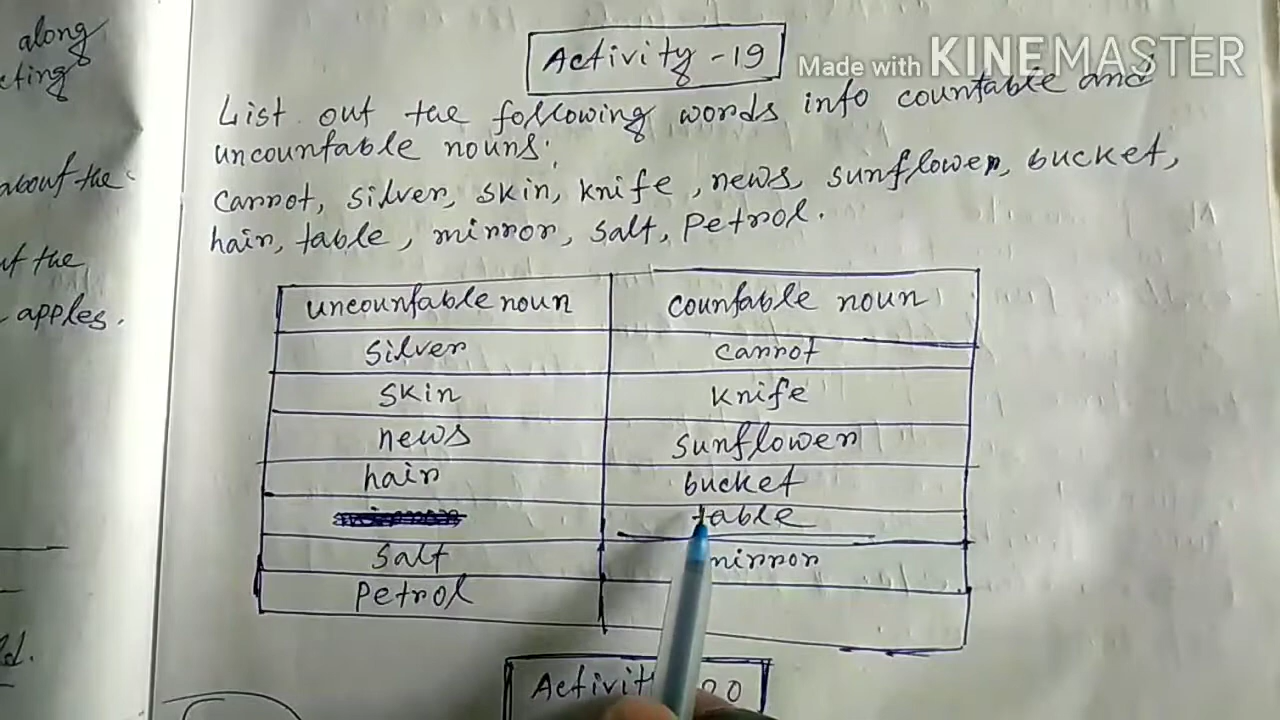 along
cting
about the
of the
apples.
d.
Activity - 19
Made with KINEMASTER
List out the following words into countable and
uncountable nouns:
carrot, silver, skin, knife, news, sunflower, bucket,
hair, table, mirror, salt, petrol.
uncountable noun countable noun
silver carrot
skin knife
news sunflower
hair bucket
table
salt mirror
petrol
Activit 20